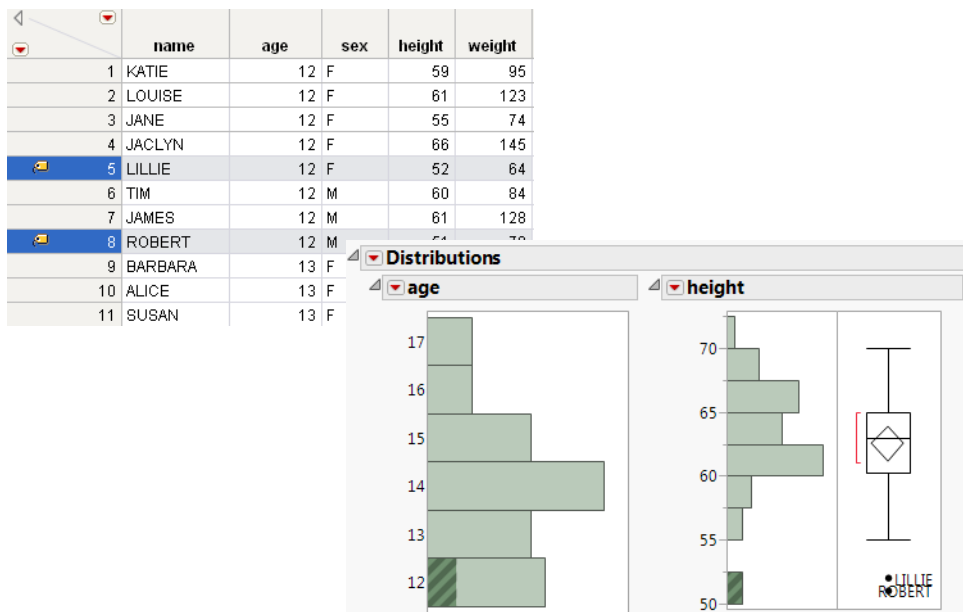 name age sex height weight
1 KATIE 12 F 59 95
2 LOUISE 12 F 61 123
3 JANE 12 F 55 74
4 JACLYN 12 F 66 145
5 LILLIE 12 F 52 64
6 TIM 12 M 60 84
7 JAMES 12 M 61 128
8 ROBERT 12 M
9 BARBARA 13 F
10 ALICE 13 F
11 SUSAN 13 F
Distributions
age
17
16
15
14
13
12
height
70
65
60
55
50
LILLIE
ROBERT